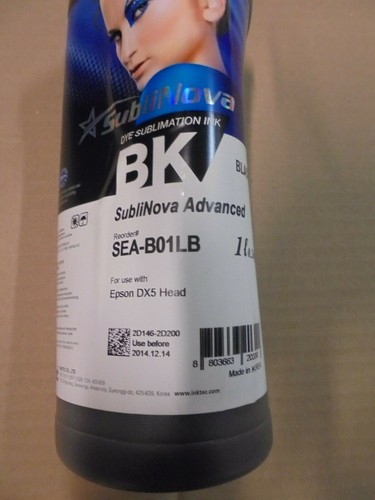 SubliNova
DYE SUBLIMATION INK
BK
SubliNova Advanced
Reorder#
SEA-B01LB
For use with
Epson DX5 Head
2D146-2D200
Use before
2014.12.14
Made in
www.inktec.com